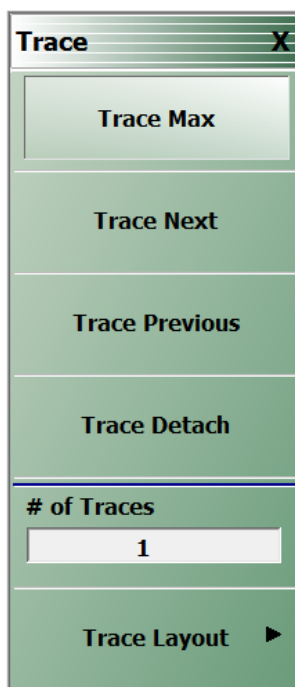 Trace X
Trace Max
Trace Next
Trace Previous
Trace Detach
# of Traces
1
Trace Layout